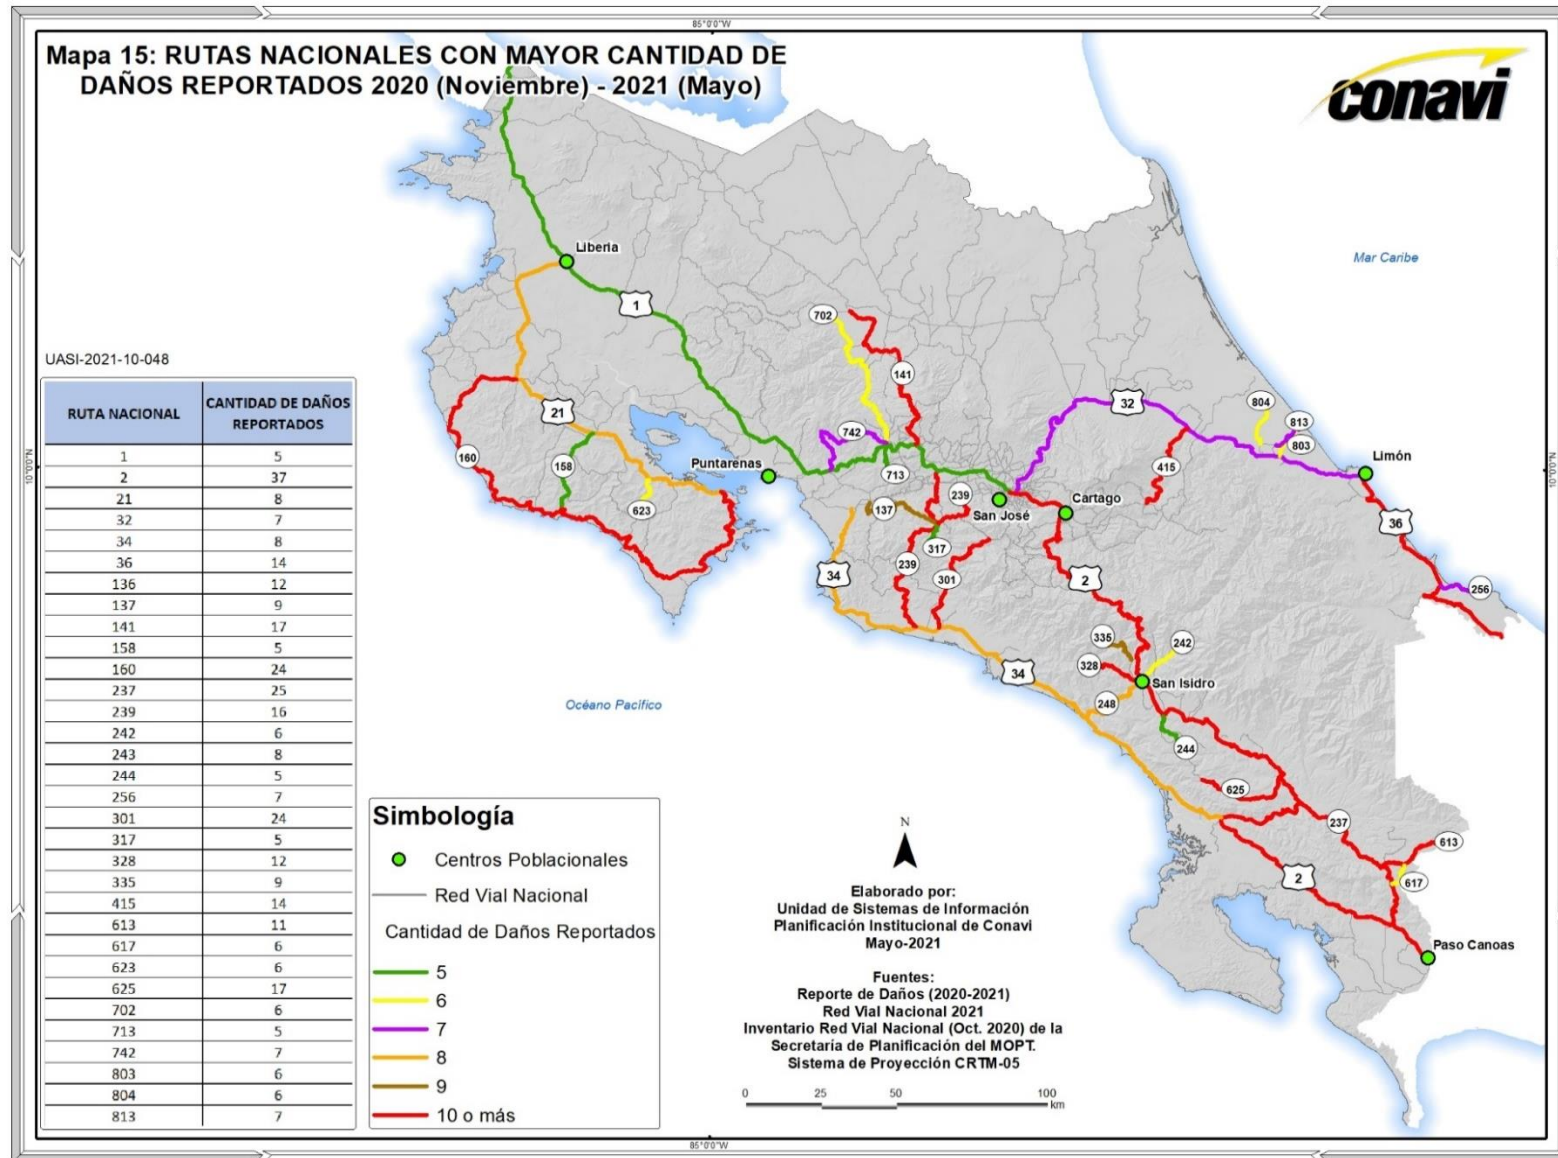 85°0'0"W
Mapa 15: RUTAS NACIONALES CON MAYOR CANTIDAD DE
DAÑOS REPORTADOS 2020 (Noviembre) - 2021 (Mayo)
conavi
Mar Caribe
Liberia
1
702
141
32
804
813
803
742
21
160
158
623
Puntarenas
713
415
Limón
10°0'0"N
10°0'0"N
239
San José
Cartago
137
36
317
34
239
301
2
256
335
242
328
San Isidro
34
248
Océano Pacífico
244
625
237
613
617
2
Paso Canoas
UASI-2021-10-048
RUTA NACIONAL CANTIDAD DE DAÑOS
REPORTADOS
1 5
2 37
21 8
32 7
34 8
36 14
136 12
137 9
141 17
158 5
160 24
237 25
239 16
242 6
243 8
244 5
256 7
301 24
317 5
328 12
335 9
415 14
613 11
617 6
623 6
625 17
702 6
713 5
742 7
803 6
804 6
813 7
Simbología
Centros Poblacionales
Red Vial Nacional
Cantidad de Daños Reportados
5
6
7
8
9
10 o más
N
Elaborado por:
Unidad de Sistemas de Información
Planificación Institucional de Conavi
Mayo-2021
Fuentes:
Reporte de Daños (2020-2021)
Red Vial Nacional 2021
Inventario Red Vial Nacional (Oct. 2020) de la
Secretaría de Planificación del MOPT.
Sistema de Proyección CRTM-05
0 25 50 100
km
85°0'0"W